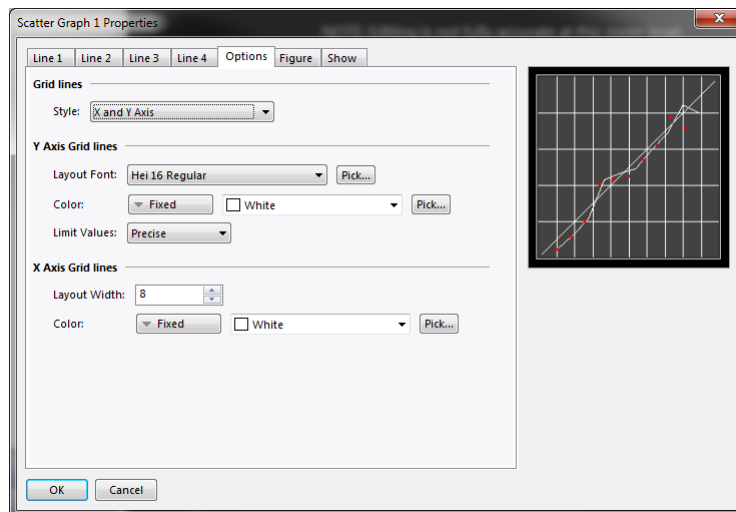 Scatter Graph 1 Properties
Line 1 Line 2 Line 3 Line 4 Options Figure Show
Grid lines
Style: X and Y Axis
Y Axis Grid lines
Layout Font: Hei 16 Regular Pick...
Color: Fixed White Pick...
Limit Values: Precise
X Axis Grid lines
Layout Width: 8
Color: Fixed White Pick...
OK Cancel